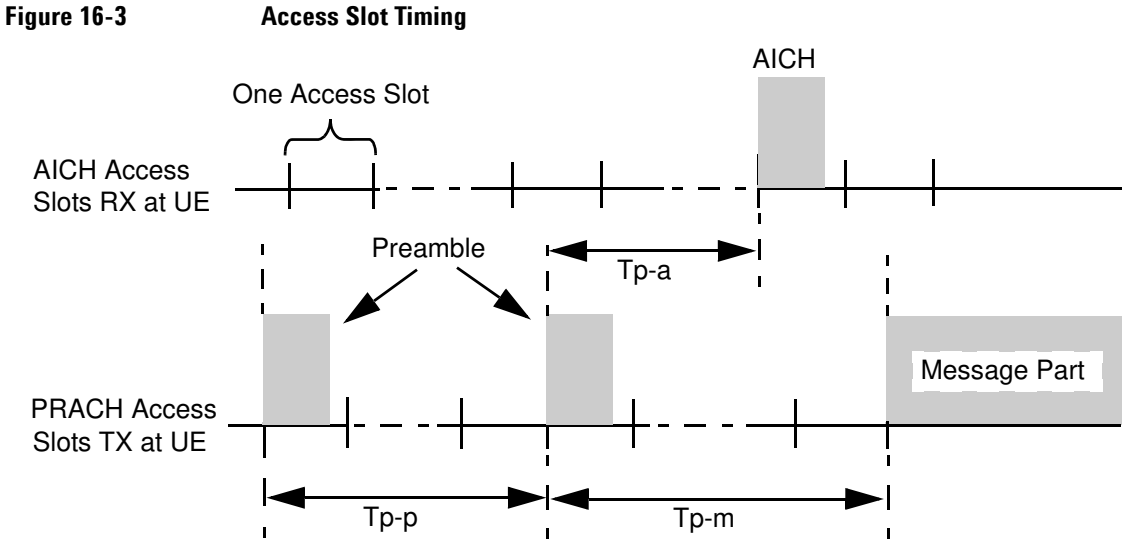 Figure 16-3 Access Slot Timing
AICH
One Access Slot
AICH Access
Slots RX at UE
Preamble
Tp-a
Message Part
PRACH Access
Slots TX at UE
Tp-p
Tp-m